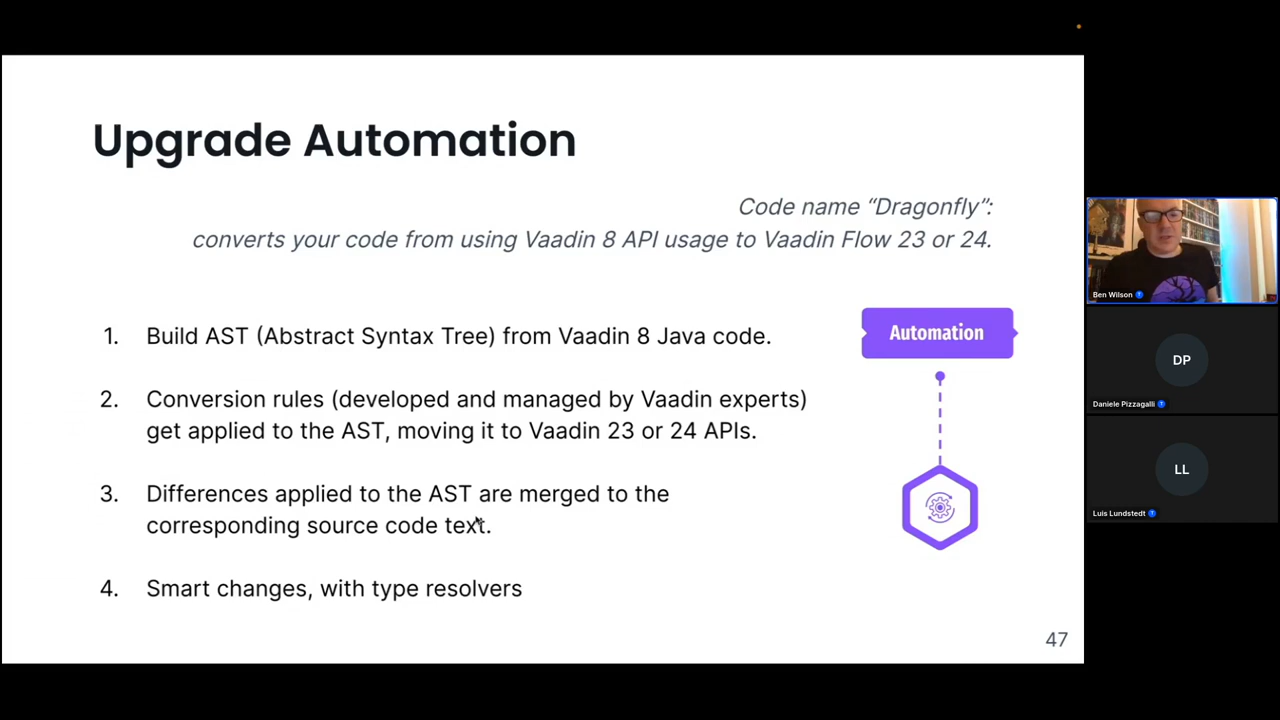 Upgrade Automation
Code name “Dragonfly”:
converts your code from using Vaadin 8 API usage to Vaadin Flow 23 or 24.
1. Build AST (Abstract Syntax Tree) from Vaadin 8 Java code.
2. Conversion rules (developed and managed by Vaadin experts)
get applied to the AST, moving it to Vaadin 23 or 24 APIs.
3. Differences applied to the AST are merged to the
corresponding source code text.
4. Smart changes, with type resolvers
Automation
47
Ben Wilson
DP
Daniele Pizzagalli
LL
Luis Lundstedt